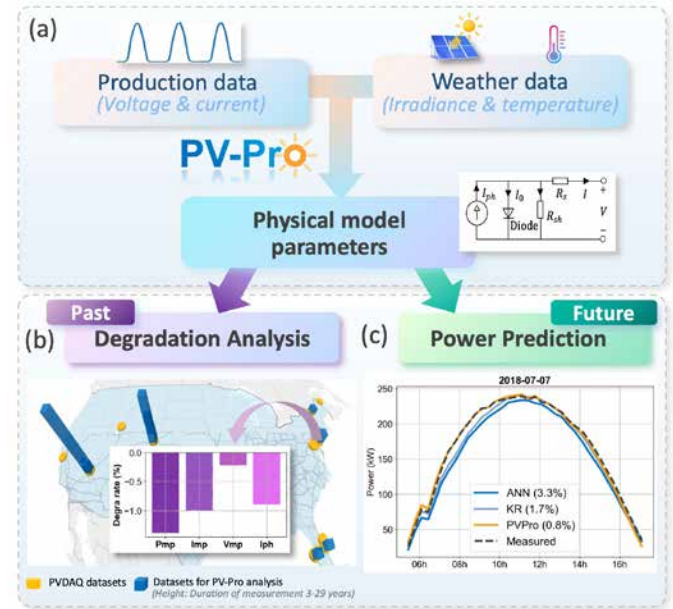 (a)
Production data
(Voltage & current)
Weather data
(Irradiance & temperature)
PV-Pro
Physical model
parameters
Iph
I0
Diode
Rs
Rsh
I
+
V
−
Past
Future
(b)
Degradation Analysis
(c)
Power Prediction
Degra rate (%)
0.0
−0.5
−1.0
Pmp Imp Vmp Iph
PVDAQ datasets
Datasets for PV-Pro analysis
(Height: Duration of measurement 3-29 years)
2018-07-07
Power (kW)
250
200
150
100
50
0
ANN (3.3%)
KR (1.7%)
PVPro (0.8%)
Measured
06h 08h 10h 12h 14h 16h